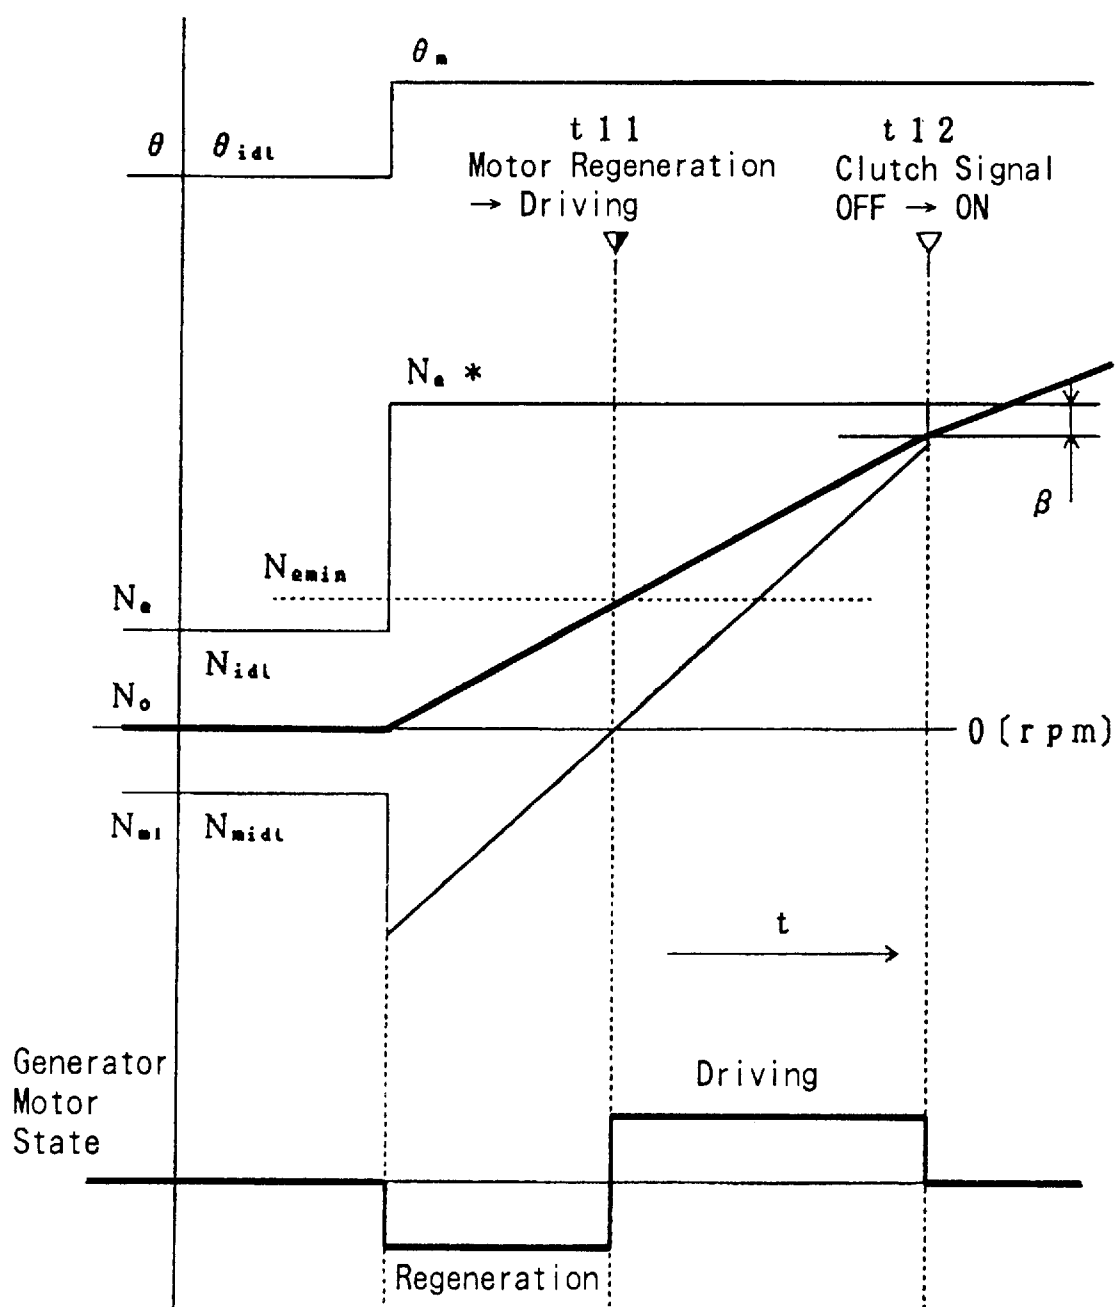 θm
θ θidl
t11
Motor Regeneration
→ Driving
t12
Clutch Signal
OFF → ON
Ne *
β
Nemin
Ne
Nidl
No
0 (rpm)
Nm1 Nmidl
t
Generator
Motor
State
Driving
Regeneration